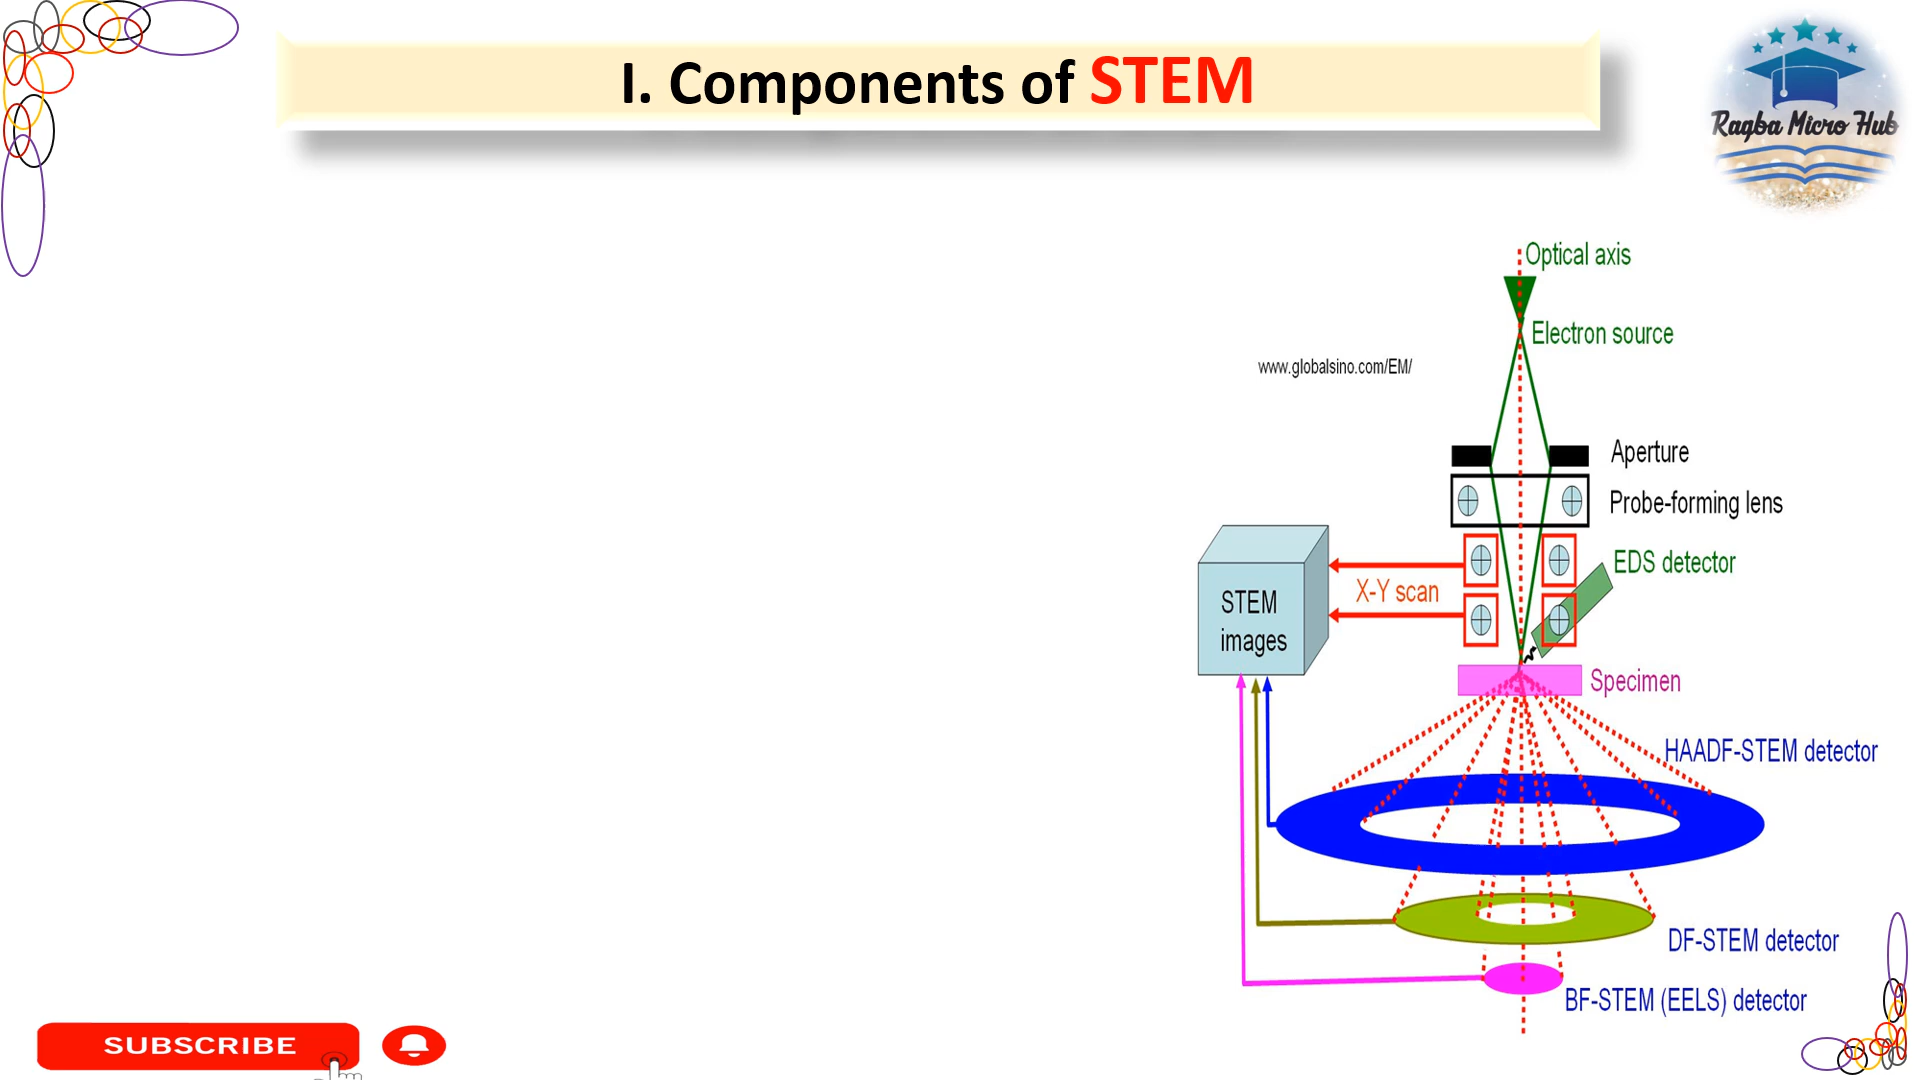 I. Components of STEM
Ragba Micro Hub
Optical axis
Electron source
www.globalsino.com/EM/
Aperture
Probe-forming lens
EDS detector
X-Y scan
STEM
images
Specimen
HAADF-STEM detector
DF-STEM detector
BF-STEM (EELS) detector
SUBSCRIBE